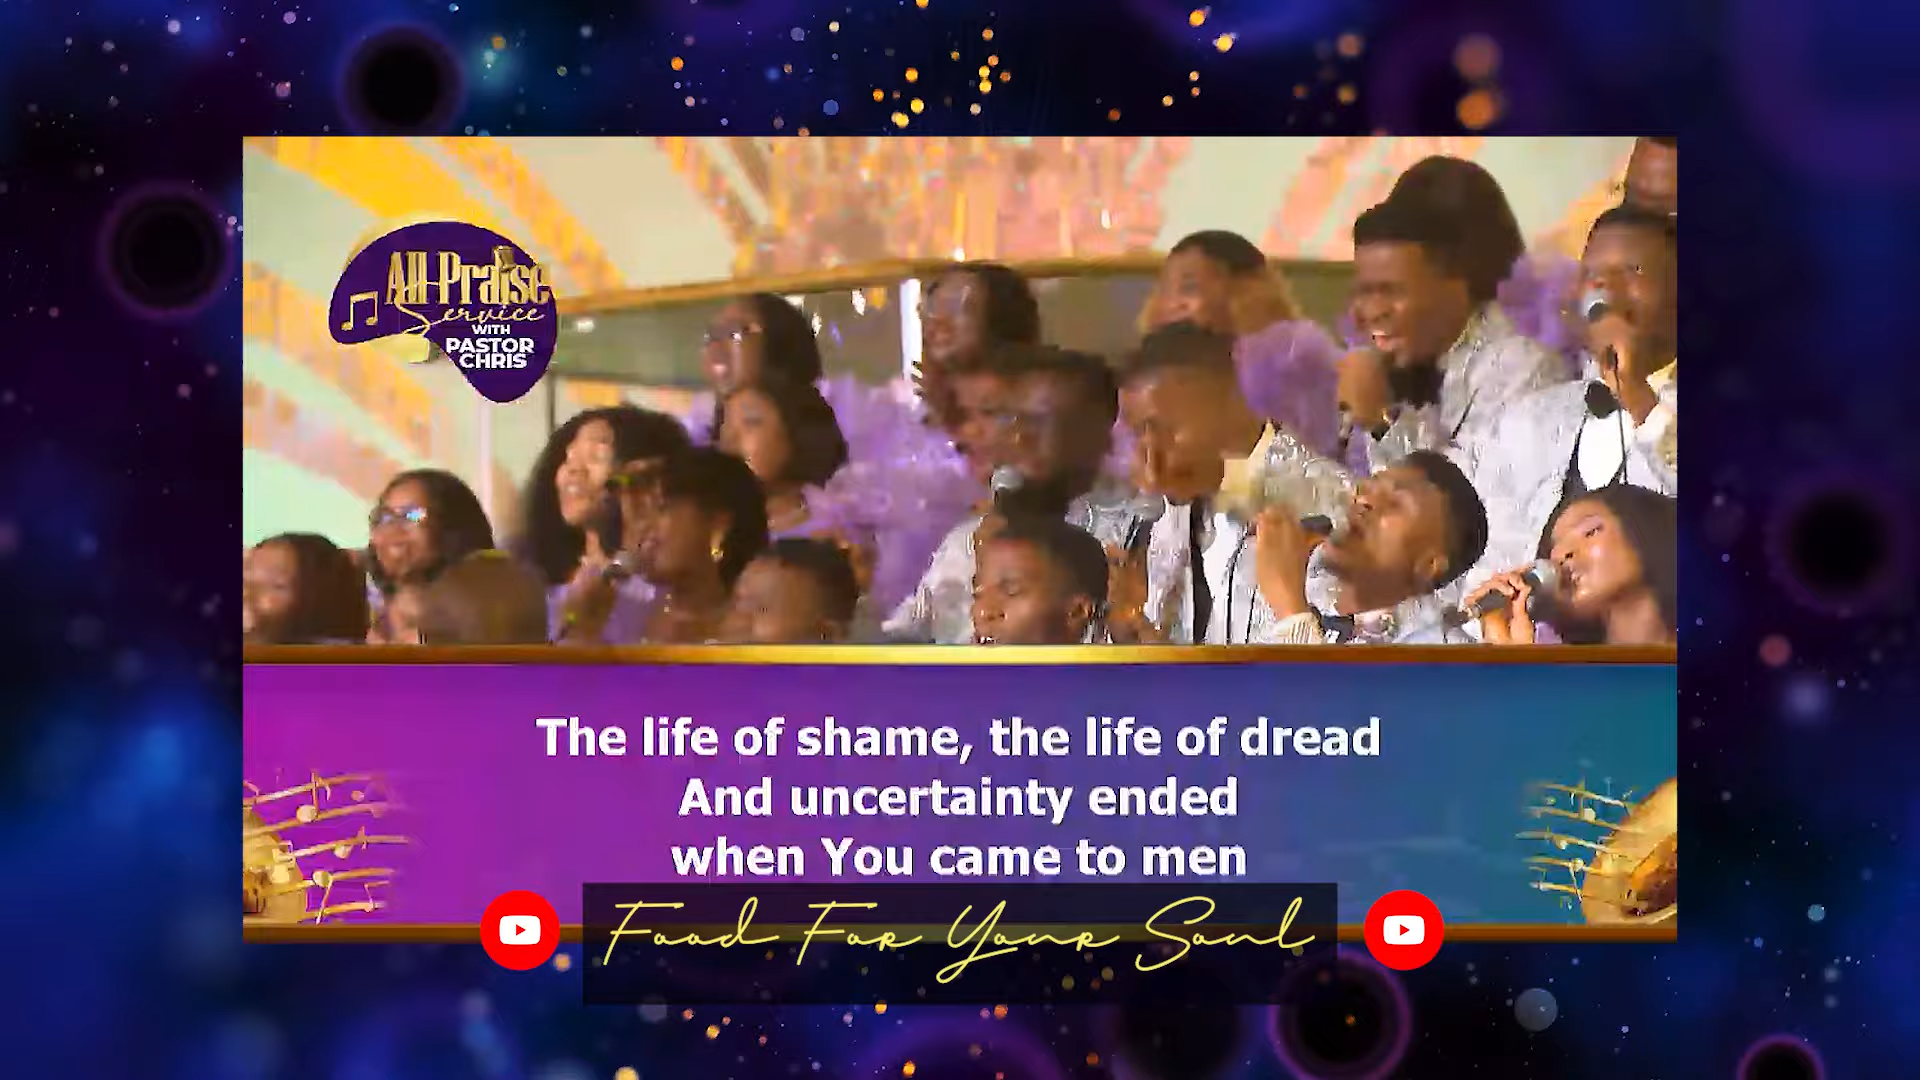 All-Praise
Service
WITH
PASTOR
CHRIS
The life of shame, the life of dread
And uncertainty ended
when You came to men
Food For Your Soul